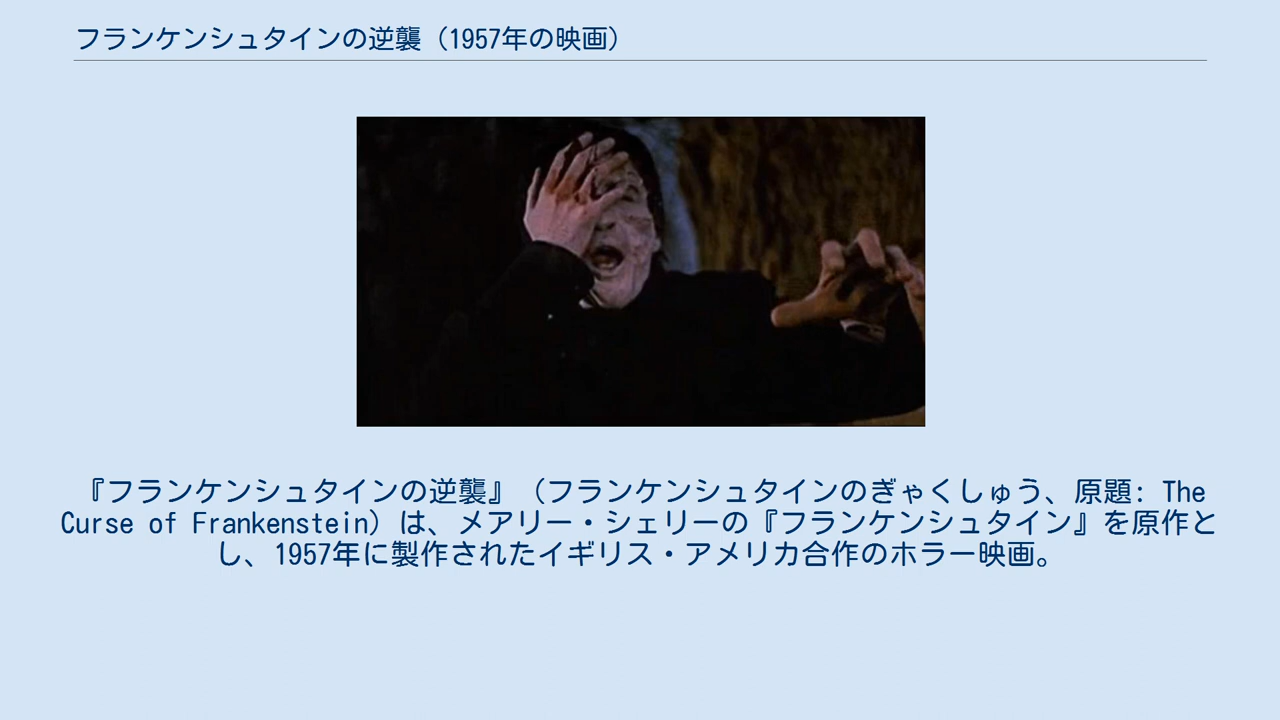 フランケンシュタインの逆襲（1957年の映画）
『フランケンシュタインの逆襲』（フランケンシュタインのぎゃくしゅう、原題: The
Curse of Frankenstein）は、メアリー・シェリーの『フランケンシュタイン』を原作と
し、1957年に製作されたイギリス・アメリカ合作のホラー映画。